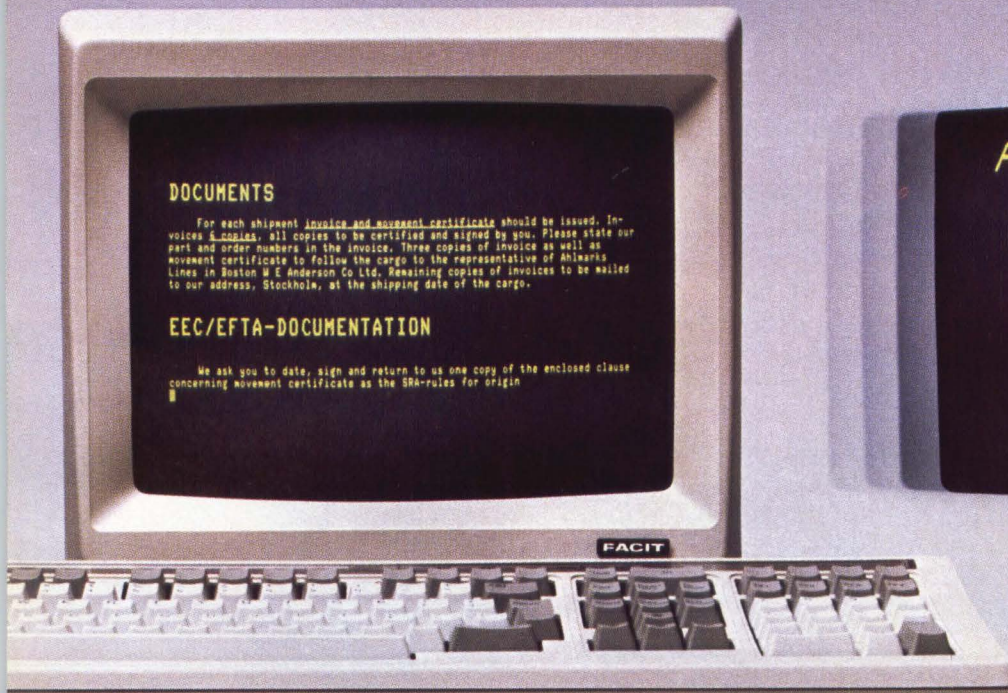 DOCUMENTS
For each shipment invoice and movement certificate should be issued. In-
voices 6 copies, all copies to be certified and signed by you. Please state our
part and order numbers in the invoice. Three copies of invoice as well as
movement certificate to follow the cargo to the representative of Ahlmarks
Lines in Boston W E Anderson Co Ltd. Remaining copies of invoices to be mailed
to our address, Stockholm, at the shipping date of the cargo.
EEC/EFTA-DOCUMENTATION
We ask you to date, sign and return to us one copy of the enclosed clause
concerning movement certificate as the SRA-rules for origin
FACIT